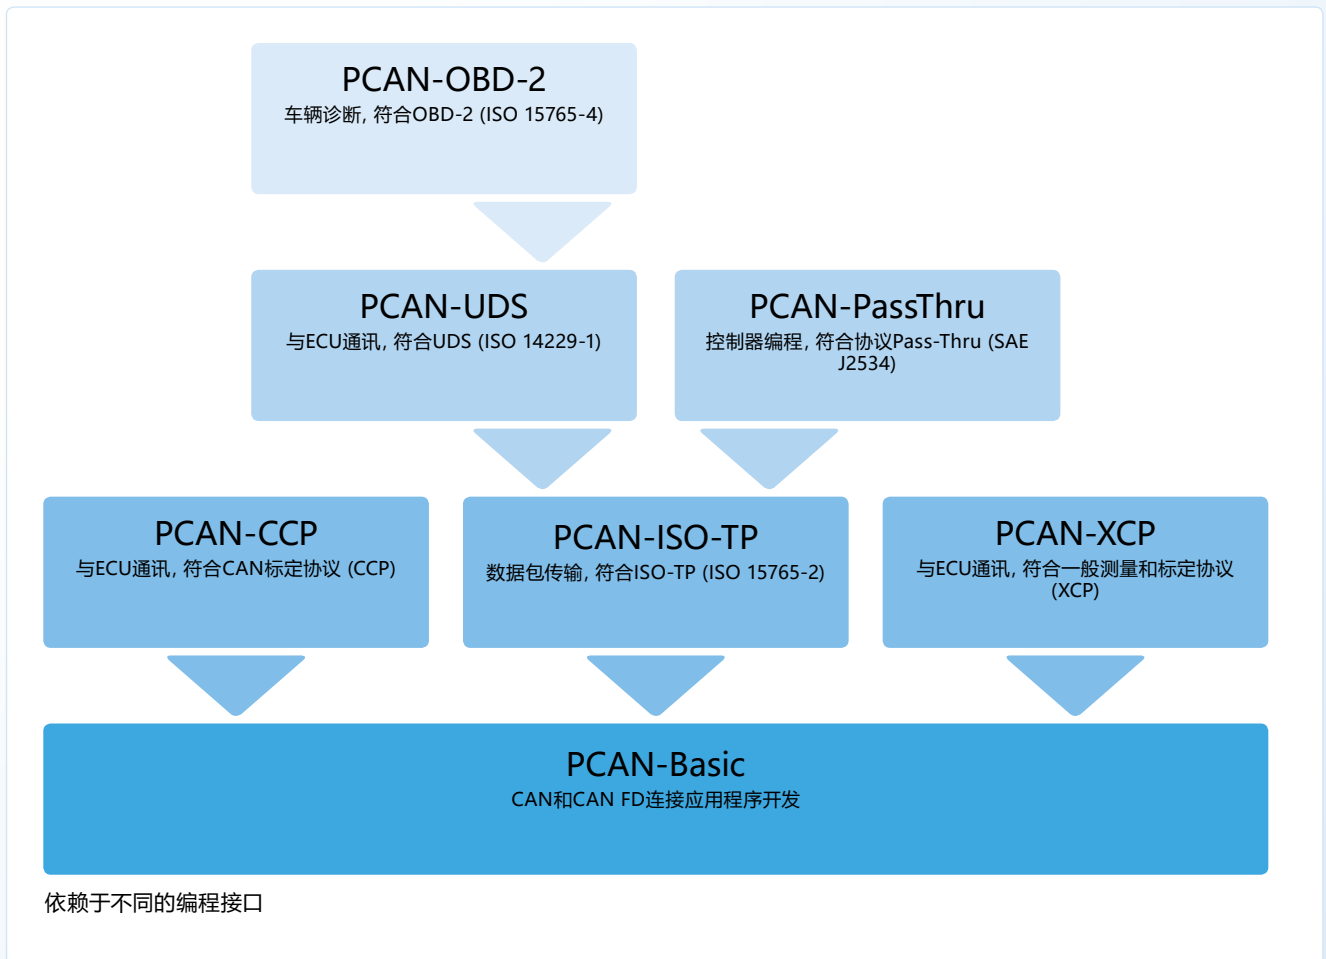 PCAN-OBD-2
车辆诊断, 符合OBD-2 (ISO 15765-4)
PCAN-UDS
与ECU通讯, 符合UDS (ISO 14229-1)
PCAN-PassThru
控制器编程, 符合协议Pass-Thru (SAE
J2534)
PCAN-CCP
与ECU通讯, 符合CAN标定协议 (CCP)
PCAN-ISO-TP
数据包传输, 符合ISO-TP (ISO 15765-2)
PCAN-XCP
与ECU通讯, 符合一般测量和标定协议
(XCP)
PCAN-Basic
CAN和CAN FD连接应用程序开发
依赖于不同的编程接口